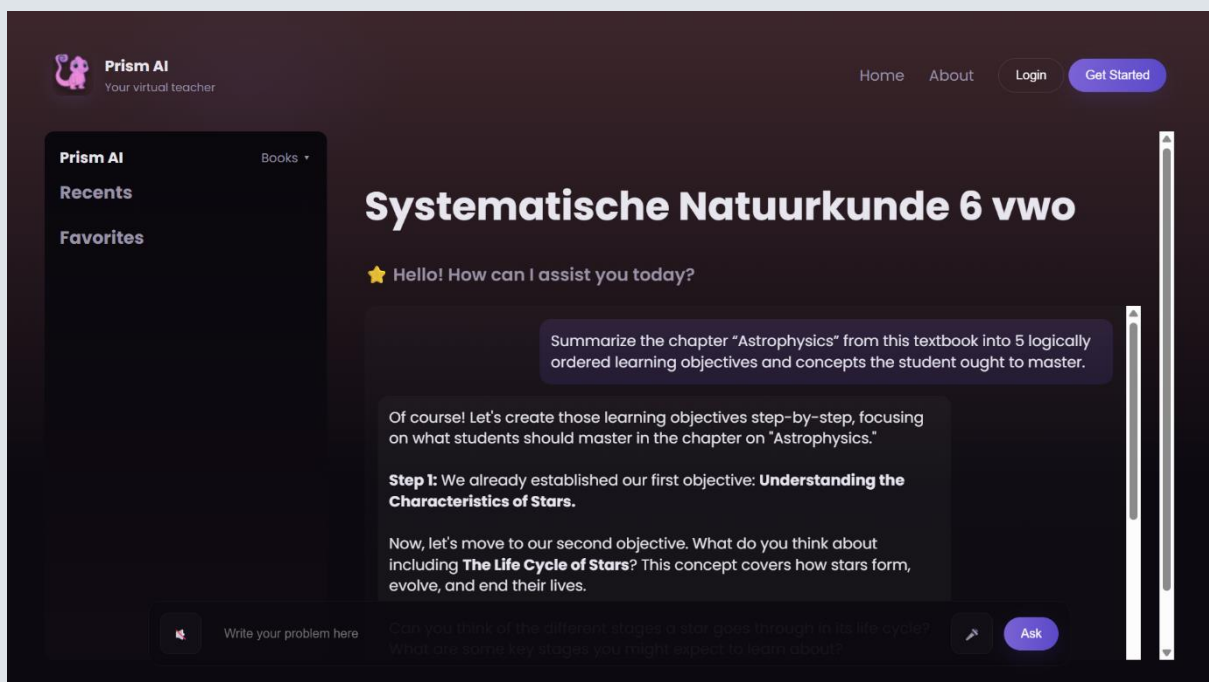 Prism AI
Your virtual teacher
Home
About
Login
Get Started
Prism AI
Books
Recents
Favorites
Systematische Natuurkunde 6 vwo
Hello! How can I assist you today?
Summarize the chapter “Astrophysics” from this textbook into 5 logically
ordered learning objectives and concepts the student ought to master.
Of course! Let's create those learning objectives step-by-step, focusing
on what students should master in the chapter on "Astrophysics."
Step 1: We already established our first objective: Understanding the
Characteristics of Stars.
Now, let's move to our second objective. What do you think about
including The Life Cycle of Stars? This concept covers how stars form,
evolve, and end their lives.
Can you think of the different stages a star goes through in its life cycle?
What are some key stages you might expect to learn about?
Write your problem here
Ask